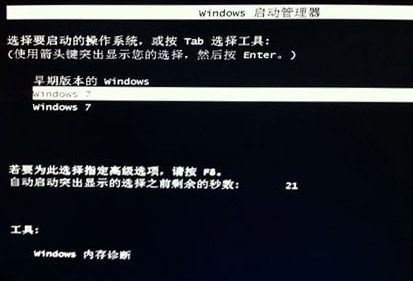 Windows 启动管理器
选择要启动的操作系统，或按 Tab 选择工具:
(使用箭头键突出显示您的选择，然后按 Enter。)
早期版本的 Windows
Windows 7
Windows 7
若要为此选择指定高级选项，请按 F8。
自动启动突出显示的选择之前剩余的秒数: 21
工具:
Windows 内存诊断